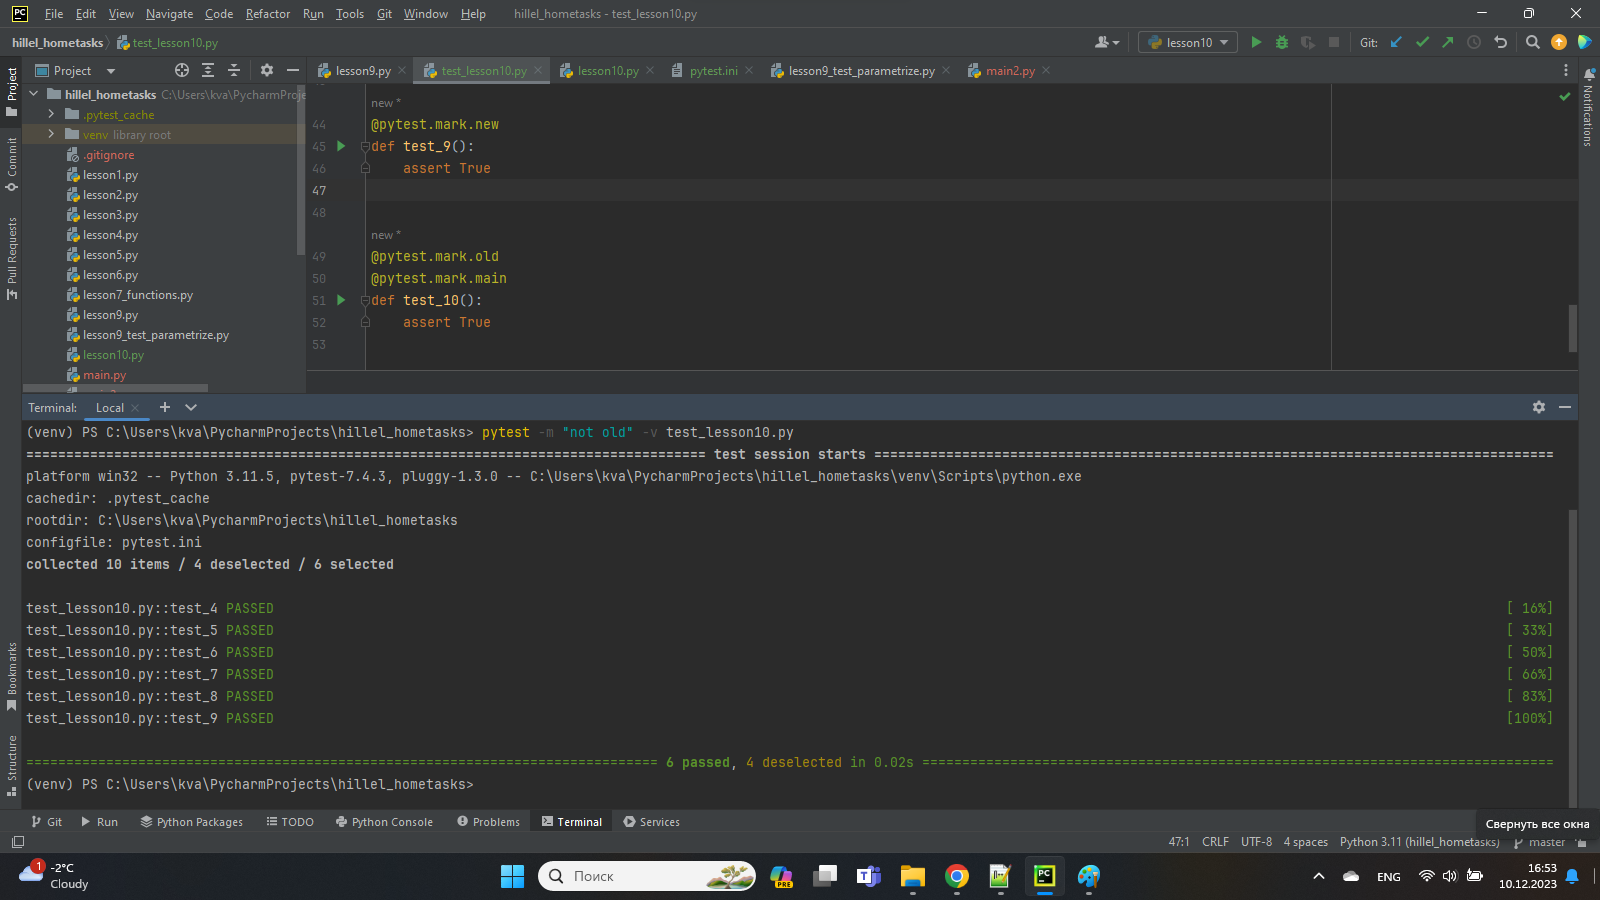 PC File Edit View Navigate Code Refactor Run Tools Git Window Help hillel_hometasks - test_lesson10.py
hillel_hometasks test_lesson10.py lesson10 Git:
Project lesson9.py test_lesson10.py lesson10.py pytest.ini lesson9_test_parametrize.py main2.py
hillel_hometasks C:\Users\kva\PycharmProje
.pytest_cache
venv library root
.gitignore
lesson1.py
lesson2.py
lesson3.py
lesson4.py
lesson5.py
lesson6.py
lesson7_functions.py
lesson9.py
lesson9_test_parametrize.py
lesson10.py
main.py
new *
44 @pytest.mark.new
45 def test_9():
46 assert True
47
48
new *
49 @pytest.mark.old
50 @pytest.mark.main
51 def test_10():
52 assert True
53
Project
Commit
Pull Requests
Bookmarks
Structure
Notifications
Terminal: Local
(venv) PS C:\Users\kva\PycharmProjects\hillel_hometasks> pytest -m "not old" -v test_lesson10.py
===================================================================================== test session starts =====================================================================================
platform win32 -- Python 3.11.5, pytest-7.4.3, pluggy-1.3.0 -- C:\Users\kva\PycharmProjects\hillel_hometasks\venv\Scripts\python.exe
cachedir: .pytest_cache
rootdir: C:\Users\kva\PycharmProjects\hillel_hometasks
configfile: pytest.ini
collected 10 items / 4 deselected / 6 selected
test_lesson10.py::test_4 PASSED [ 16%]
test_lesson10.py::test_5 PASSED [ 33%]
test_lesson10.py::test_6 PASSED [ 50%]
test_lesson10.py::test_7 PASSED [ 66%]
test_lesson10.py::test_8 PASSED [ 83%]
test_lesson10.py::test_9 PASSED [100%]
=============================================================================== 6 passed, 4 deselected in 0.02s ===============================================================================
(venv) PS C:\Users\kva\PycharmProjects\hillel_hometasks>
Git Run Python Packages TODO Python Console Problems Terminal Services
Свернуть все окна
47:1 CRLF UTF-8 4 spaces Python 3.11 (hillel_hometasks) master
1
-2°C
Cloudy
Поиск
PRE
PC
ENG
16:53
10.12.2023